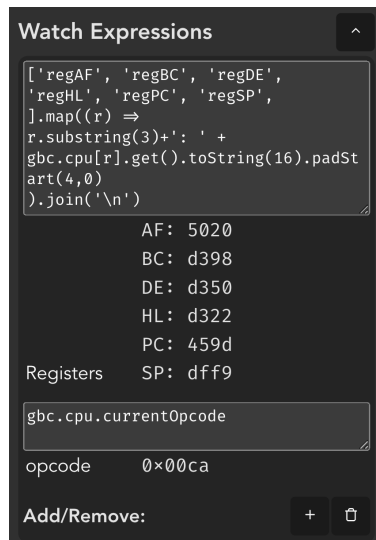 Watch Expressions
['regAF', 'regBC', 'regDE',
'regHL', 'regPC', 'regSP',
].map((r) ⇒
r.substring(3)+': ' +
gbc.cpu[r].get().toString(16).padSt
art(4,0)
).join('\n')
AF: 5020
BC: d398
DE: d350
HL: d322
PC: 459d
Registers SP: dff9
gbc.cpu.currentOpcode
opcode 0×00ca
Add/Remove: +